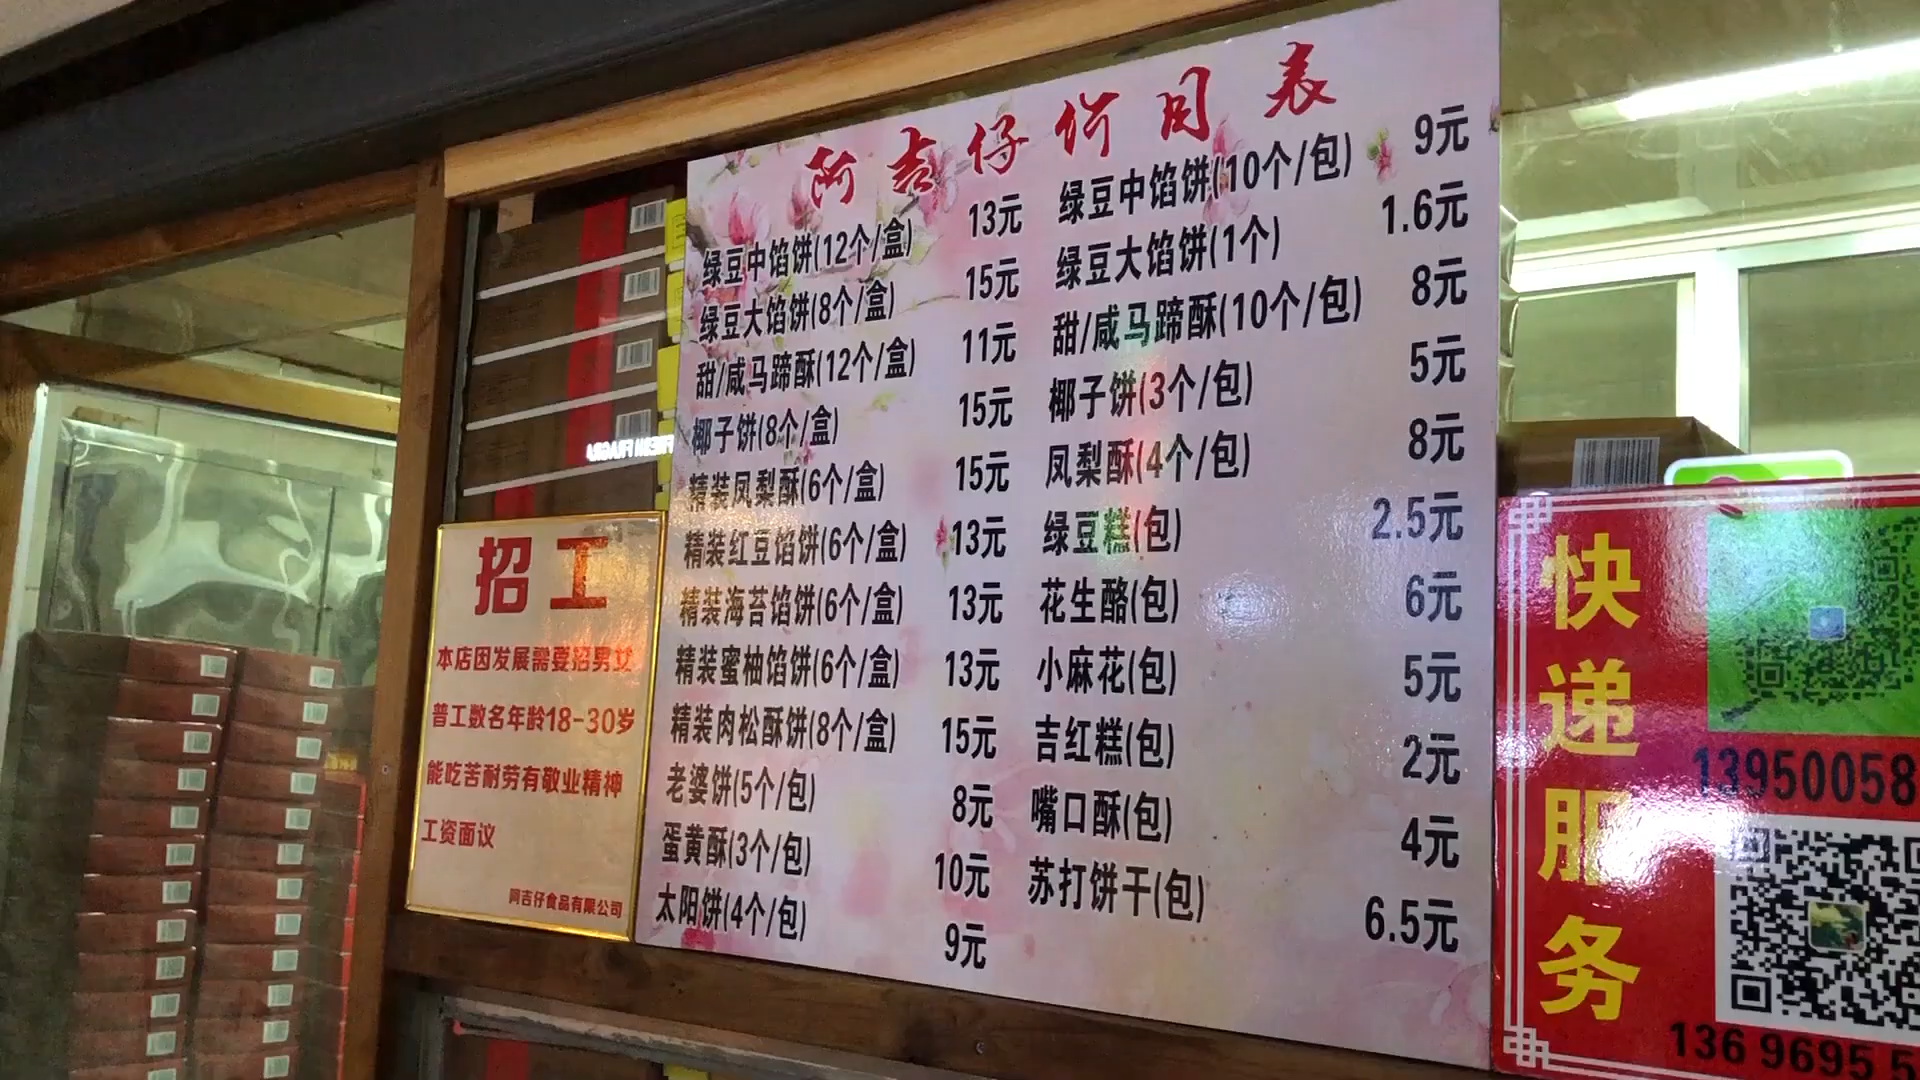 阿吉仔价目表
绿豆中馅饼(12个/盒) 13元
绿豆大馅饼(8个/盒) 15元
甜/咸马蹄酥(12个/盒) 11元
椰子饼(8个/盒) 15元
精装凤梨酥(6个/盒) 15元
精装红豆馅饼(6个/盒) 13元
精装海苔馅饼(6个/盒) 13元
精装蜜柚馅饼(6个/盒) 13元
精装肉松酥饼(8个/盒) 15元
老婆饼(5个/包) 8元
蛋黄酥(3个/包) 10元
太阳饼(4个/包) 9元
绿豆中馅饼(10个/包) 9元
绿豆大馅饼(1个) 1.6元
甜/咸马蹄酥(10个/包) 8元
椰子饼(3个/包) 5元
凤梨酥(4个/包) 8元
绿豆糕(包) 2.5元
花生酪(包) 6元
小麻花(包) 5元
吉红糕(包) 2元
嘴口酥(包) 4元
苏打饼干(包) 6.5元
招工
本店因发展需要招男女
普工数名年龄18-30岁
能吃苦耐劳有敬业精神
工资面议
阿吉仔食品有限公司
快递服务
13950058
136 9695 5